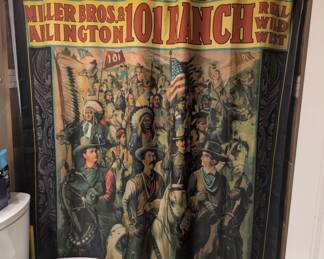 MILLER BROS. & ARLINGTON 101 RANCH REAL WILD WEST
101